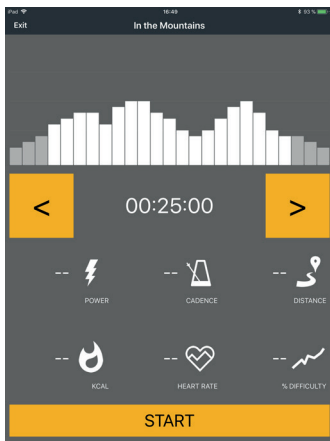 iPad 16:49 93 %
Exit In the Mountains
< 00:25:00 >
-- -- --
POWER CADENCE DISTANCE
-- -- --
KCAL HEART RATE % DIFFICULTY
START